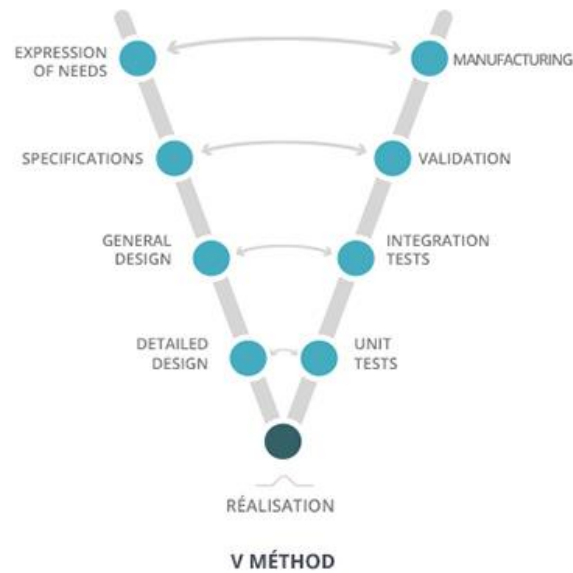 EXPRESSION
OF NEEDS
MANUFACTURING
SPECIFICATIONS
VALIDATION
GENERAL
DESIGN
INTEGRATION
TESTS
DETAILED
DESIGN
UNIT
TESTS
RÉALISATION
V MÉTHOD